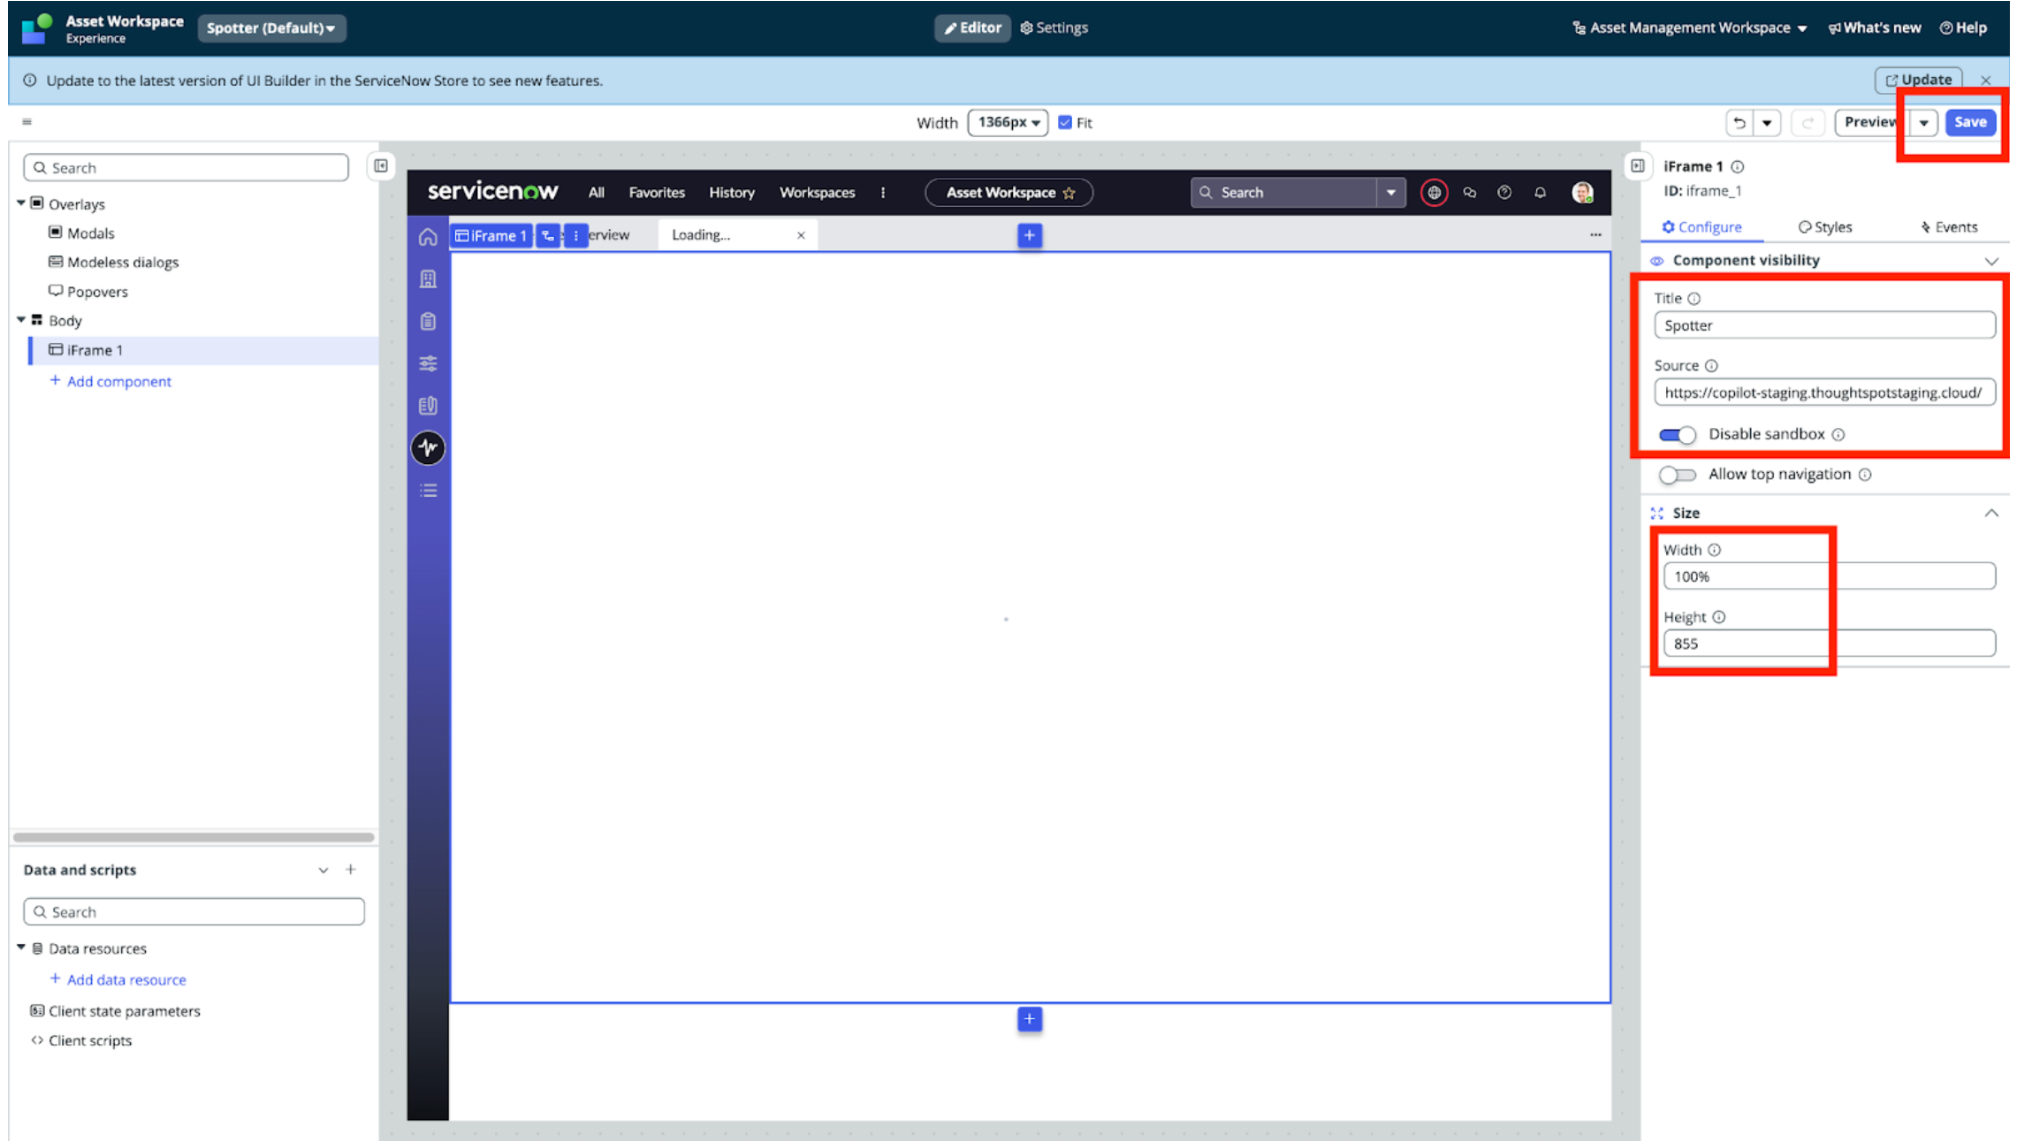 Asset Workspace
Experience
Spotter (Default)
Editor
Settings
Asset Management Workspace
What's new
Help
Update to the latest version of UI Builder in the ServiceNow Store to see new features.
Update
Width
1366px
Fit
Preview
Save
Search
Overlays
Modals
Modeless dialogs
Popovers
Body
iFrame 1
+ Add component
Data and scripts
Search
Data resources
+ Add data resource
Client state parameters
Client scripts
servicenow
All
Favorites
History
Workspaces
Asset Workspace
Search
iFrame 1
erview
Loading...
iFrame 1
ID: iframe_1
Configure
Styles
Events
Component visibility
Title
Spotter
Source
https://copilot-staging.thoughtspotstaging.cloud/
Disable sandbox
Allow top navigation
Size
Width
100%
Height
855